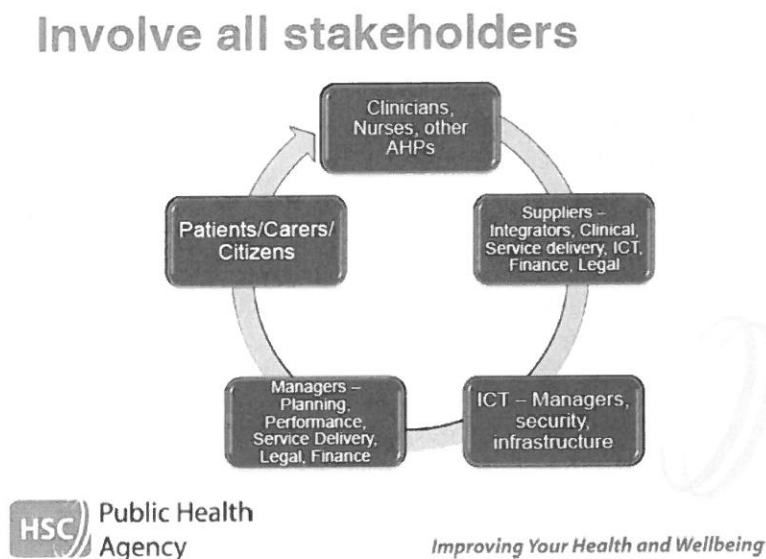 Involve all stakeholders
Clinicians,
Nurses, other
AHPs
Suppliers –
Integrators, Clinical,
Service delivery, ICT,
Finance, Legal
ICT – Managers,
security,
infrastructure
Managers –
Planning,
Performance,
Service Delivery,
Legal, Finance
Patients/Carers/
Citizens
HSC
Public Health
Agency
Improving Your Health and Wellbeing